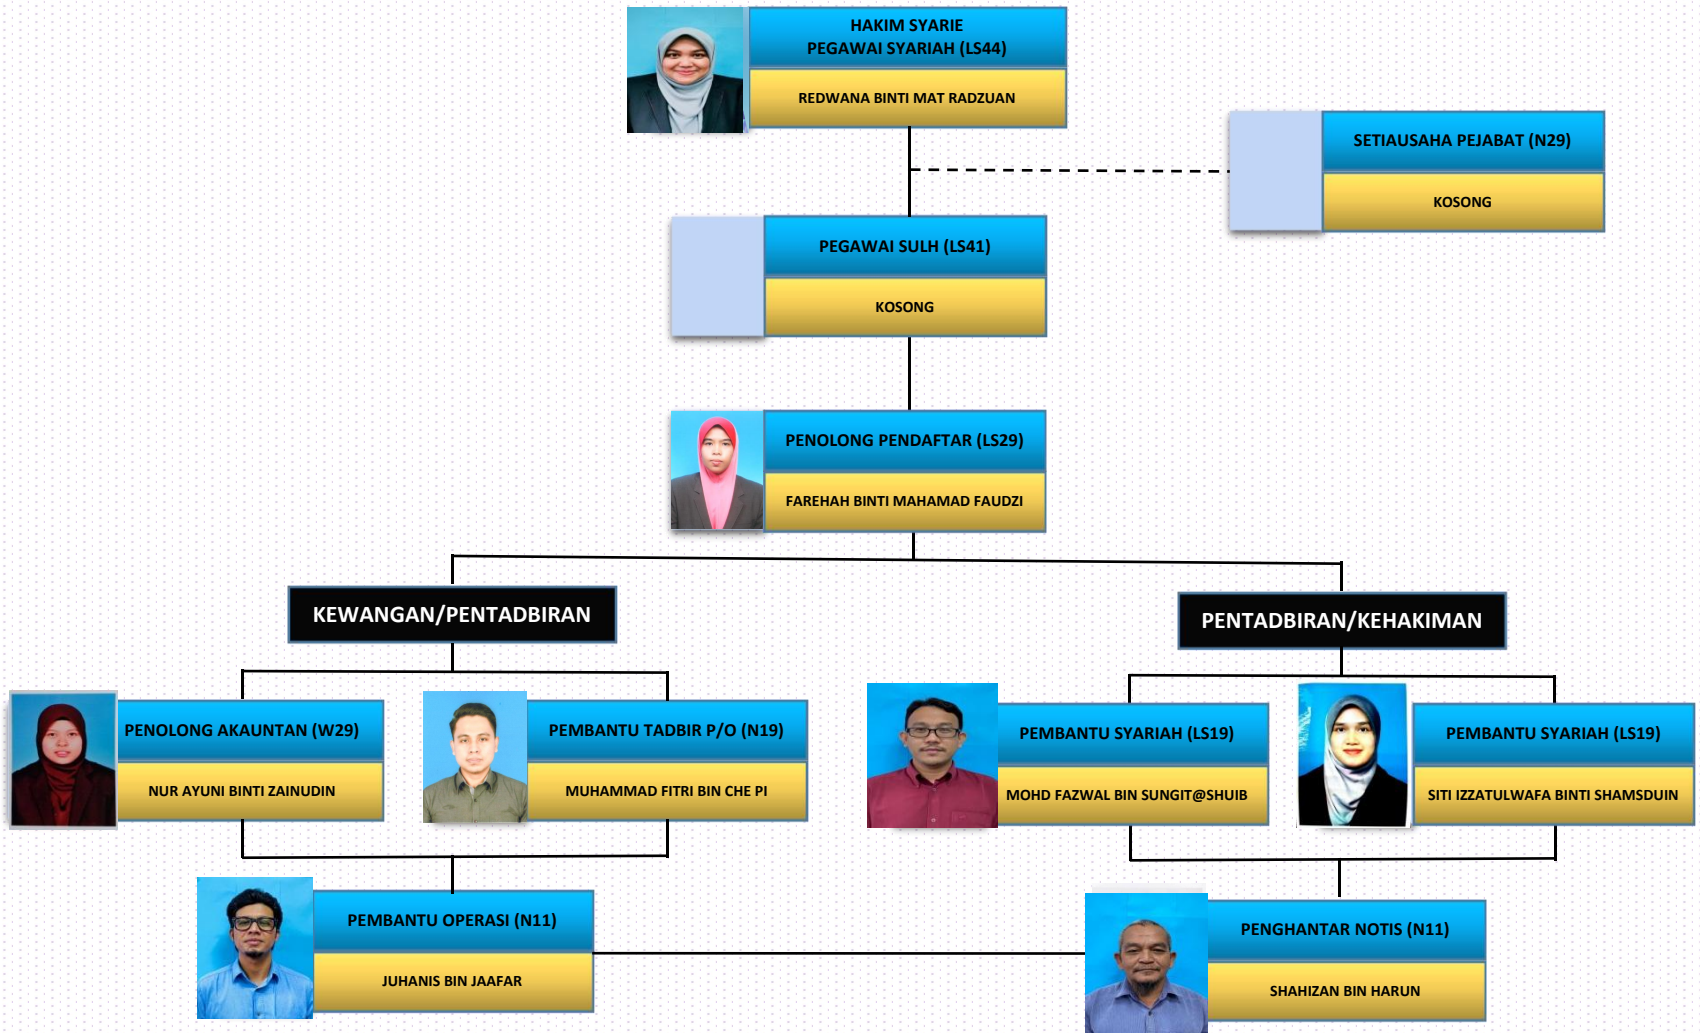 HAKIM SYARIE
PEGAWAI SYARIAH (LS44)
REDWANA BINTI MAT RADZUAN
SETIAUSAHA PEJABAT (N29)
KOSONG
PEGAWAI SULH (LS41)
KOSONG
PENOLONG PENDAFTAR (LS29)
FAREHAH BINTI MAHAMAD FAUDZI
KEWANGAN/PENTADBIRAN
PENTADBIRAN/KEHAKIMAN
PENOLONG AKAUNTAN (W29)
NUR AYUNI BINTI ZAINUDIN
PEMBANTU TADBIR P/O (N19)
MUHAMMAD FITRI BIN CHE PI
PEMBANTU SYARIAH (LS19)
MOHD FAZWAL BIN SUNGIT@SHUIB
PEMBANTU SYARIAH (LS19)
SITI IZZATULWAFA BINTI SHAMSDUIN
PEMBANTU OPERASI (N11)
JUHANIS BIN JAAFAR
PENGHANTAR NOTIS (N11)
SHAHIZAN BIN HARUN